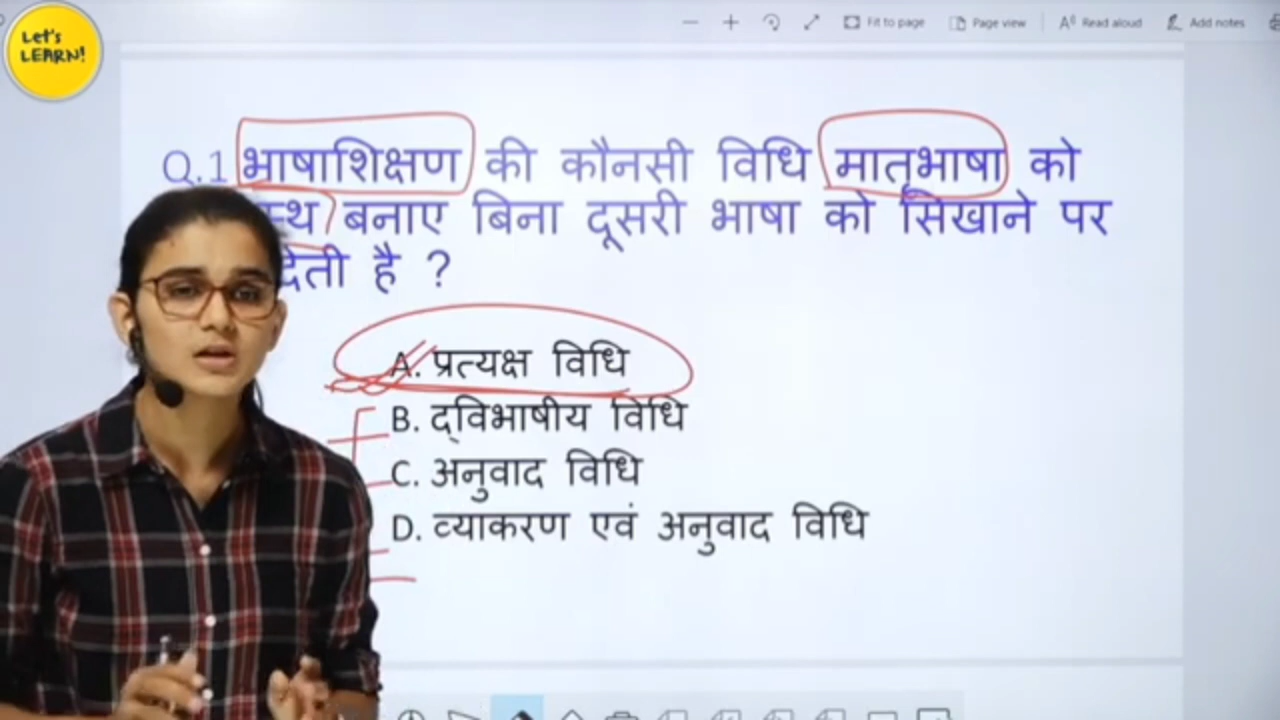 Let's
LEARN!
Fit to page
Page view
Read aloud
Add notes
Q.1 भाषाशिक्षण की कौनसी विधि मातृभाषा को
बनाए बिना दूसरी भाषा को सिखाने पर
देती है ?
A. प्रत्यक्ष विधि
B. द्विभाषीय विधि
C. अनुवाद विधि
D. व्याकरण एवं अनुवाद विधि